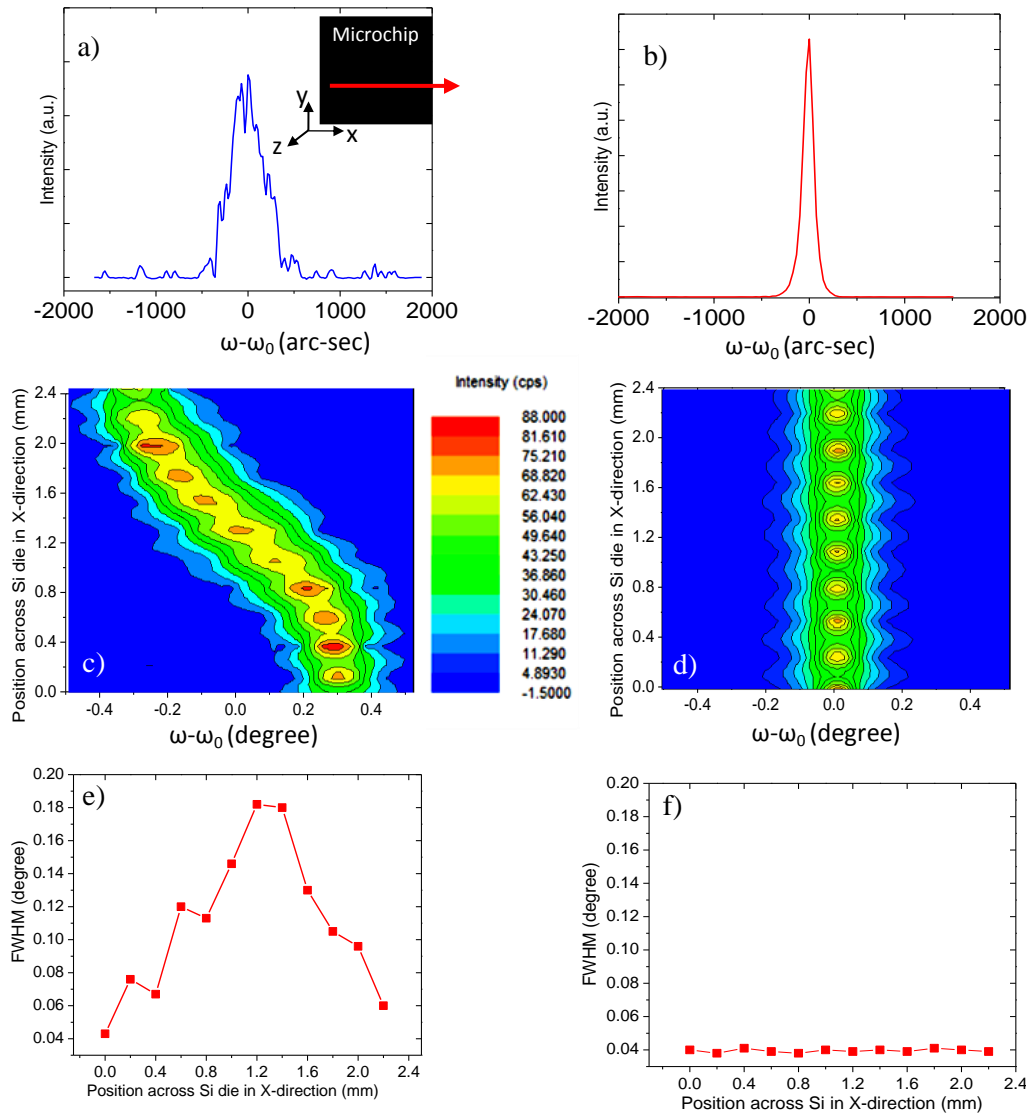 a)
Microchip
y
x
z
Intensity (a.u.)
-2000 -1000 0 1000 2000
ω-ω0 (arc-sec)
b)
Intensity (a.u.)
-2000 -1000 0 1000 2000
ω-ω0 (arc-sec)
Position across Si die in X-direction (mm)
2.4
2.0
1.6
1.2
0.8
0.4
0.0
c)
-0.4 -0.2 0.0 0.2 0.4
ω-ω0 (degree)
Intensity (cps)
88.000
81.610
75.210
68.820
62.430
56.040
49.640
43.250
36.860
30.460
24.070
17.680
11.290
4.8930
-1.5000
Position across Si die in X-direction (mm)
2.4
2.0
1.6
1.2
0.8
0.4
0.0
d)
-0.4 -0.2 0.0 0.2 0.4
ω-ω0 (degree)
e)
FWHM (degree)
0.20
0.18
0.16
0.14
0.12
0.10
0.08
0.06
0.04
0.0 0.4 0.8 1.2 1.6 2.0 2.4
Position across Si die in X-direction (mm)
f)
FWHM (degree)
0.20
0.18
0.16
0.14
0.12
0.10
0.08
0.06
0.04
0.0 0.4 0.8 1.2 1.6 2.0 2.4
Position across Si in X-direction (mm)